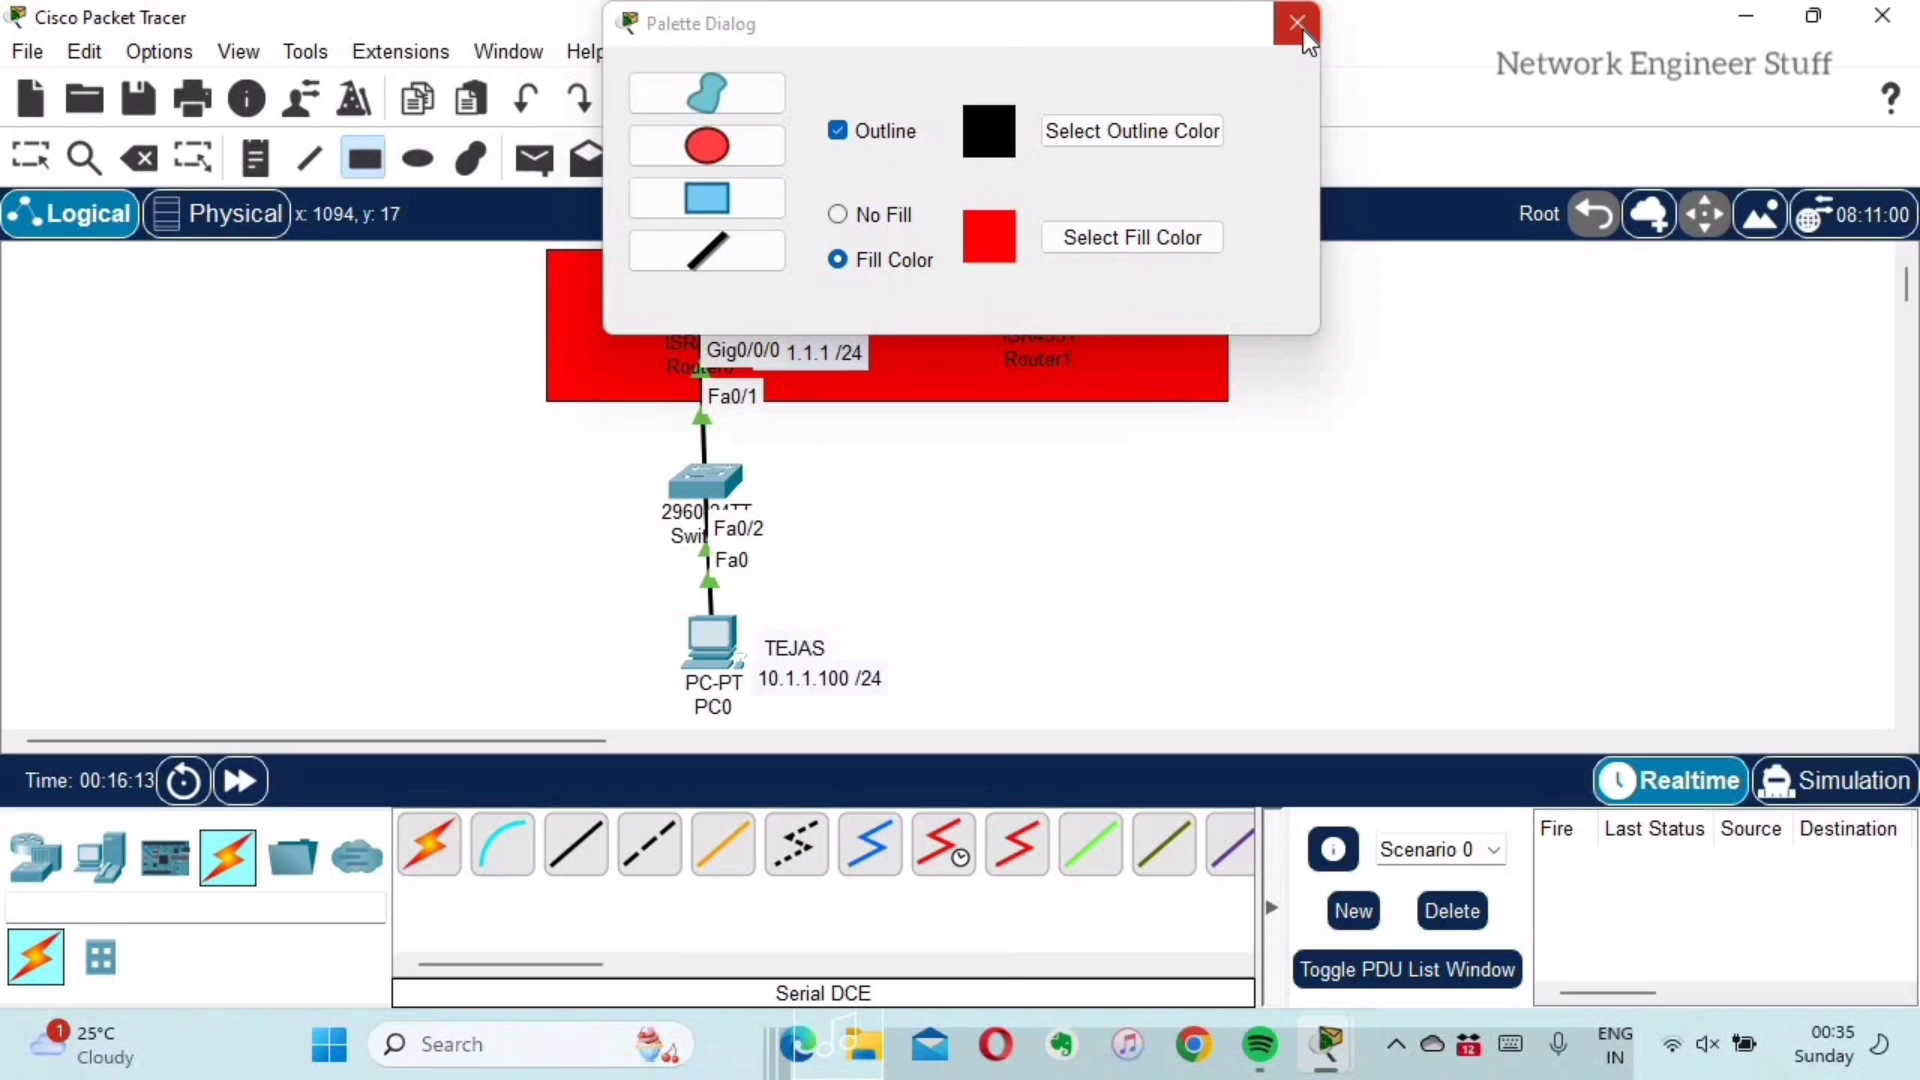 Cisco Packet Tracer
Palette Dialog
File Edit Options View Tools Extensions Window Help
Network Engineer Stuff
Outline
Select Outline Color
No Fill
Fill Color
Select Fill Color
Logical
Physical
x: 1094, y: 17
Root
08:11:00
Gig0/0/0
1.1.1 /24
Router1
Fa0/1
2960
Fa0/2
Fa0
TEJAS
10.1.1.100 /24
PC-PT
PC0
Time: 00:16:13
Realtime
Simulation
Scenario 0
New
Delete
Toggle PDU List Window
Fire Last Status Source Destination
Serial DCE
1
25°C
Cloudy
Search
12
ENG
IN
00:35
Sunday